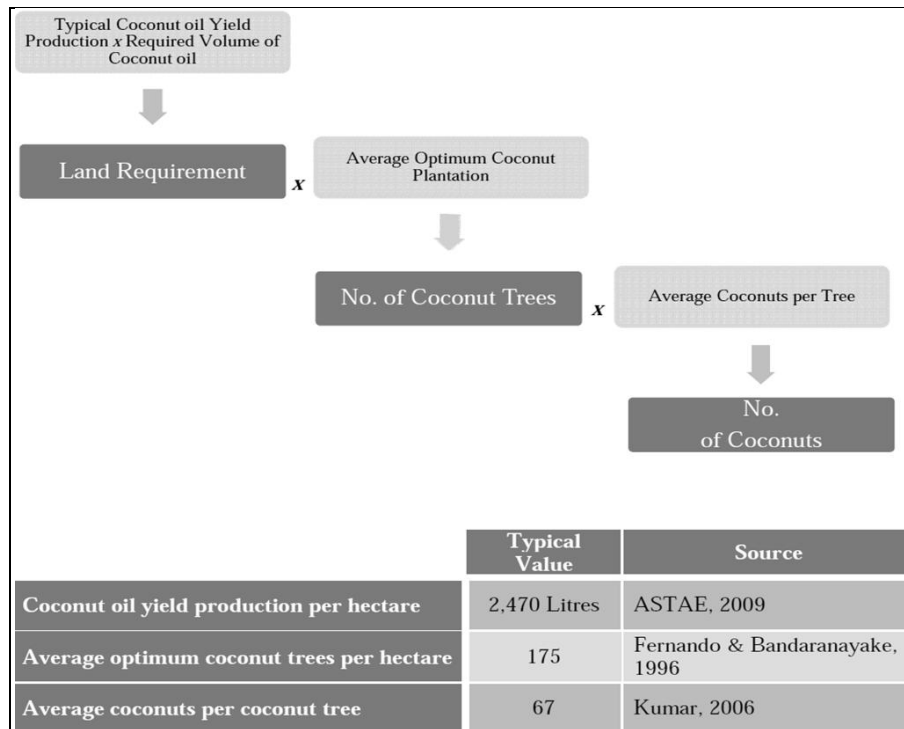 Typical Coconut oil Yield
Production x Required Volume of
Coconut oil
Land Requirement
x
Average Optimum Coconut
Plantation
No. of Coconut Trees
x
Average Coconuts per Tree
No.
of Coconuts
Typical
Value
Source
Coconut oil yield production per hectare
2,470 Litres
ASTAE, 2009
Average optimum coconut trees per hectare
175
Fernando & Bandaranayake,
1996
Average coconuts per coconut tree
67
Kumar, 2006